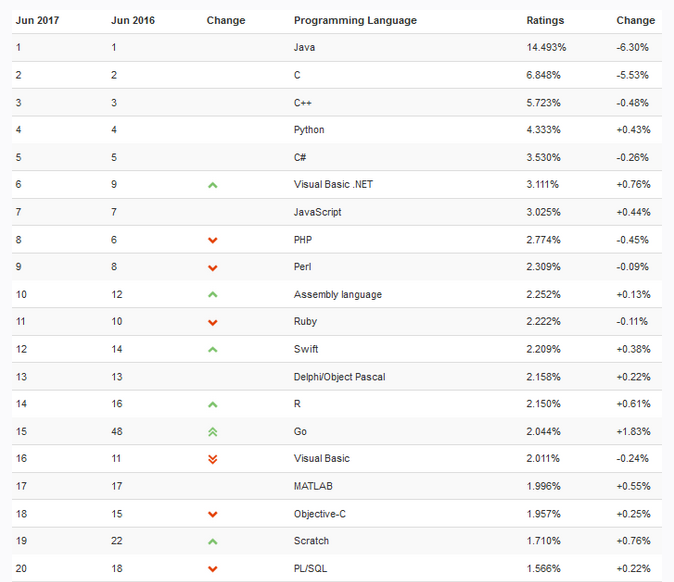 Jun 2017 Jun 2016 Change Programming Language Ratings Change
1 1 Java 14.493% -6.30%
2 2 C 6.848% -5.53%
3 3 C++ 5.723% -0.48%
4 4 Python 4.333% +0.43%
5 5 C# 3.530% -0.26%
6 9 Visual Basic .NET 3.111% +0.76%
7 7 JavaScript 3.025% +0.44%
8 6 PHP 2.774% -0.45%
9 8 Perl 2.309% -0.09%
10 12 Assembly language 2.252% +0.13%
11 10 Ruby 2.222% -0.11%
12 14 Swift 2.209% +0.38%
13 13 Delphi/Object Pascal 2.158% +0.22%
14 16 R 2.150% +0.61%
15 48 Go 2.044% +1.83%
16 11 Visual Basic 2.011% -0.24%
17 17 MATLAB 1.996% +0.55%
18 15 Objective-C 1.957% +0.25%
19 22 Scratch 1.710% +0.76%
20 18 PL/SQL 1.566% +0.22%